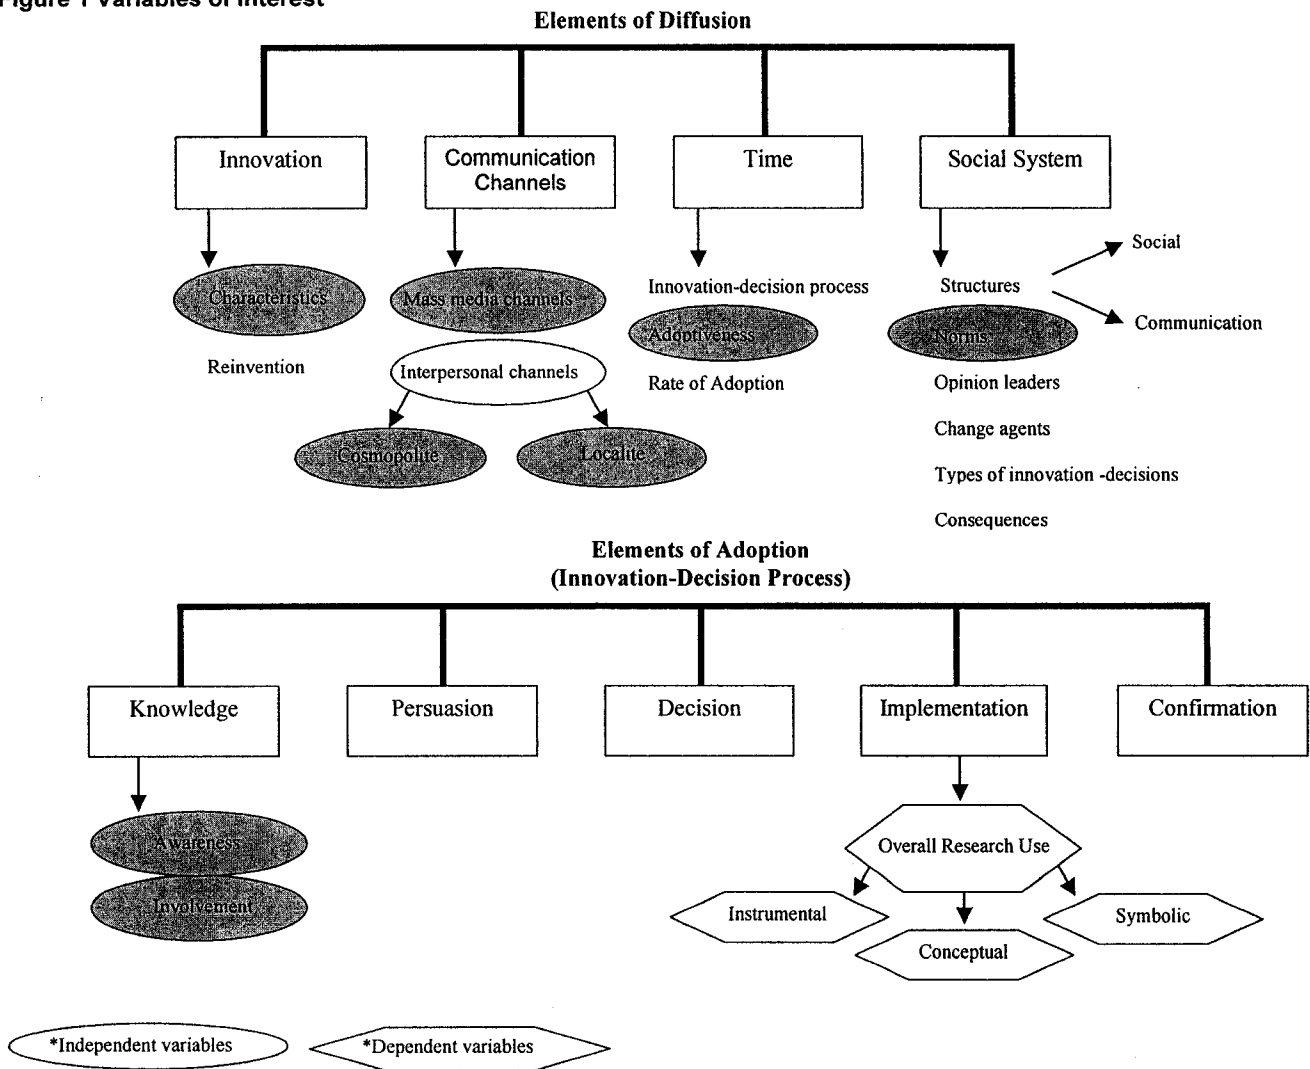 Figure 1 Variables of Interest
Elements of Diffusion
Innovation
Communication
Channels
Time
Social System
Characteristics
Reinvention
Mass media channels
Interpersonal channels
Cosmopolite
Localite
Innovation-decision process
Adoptiveness
Rate of Adoption
Structures
Social
Communication
Norms
Opinion leaders
Change agents
Types of innovation -decisions
Consequences
Elements of Adoption
(Innovation-Decision Process)
Knowledge
Persuasion
Decision
Implementation
Confirmation
Awareness
Involvement
Overall Research Use
Instrumental
Conceptual
Symbolic
*Independent variables
*Dependent variables